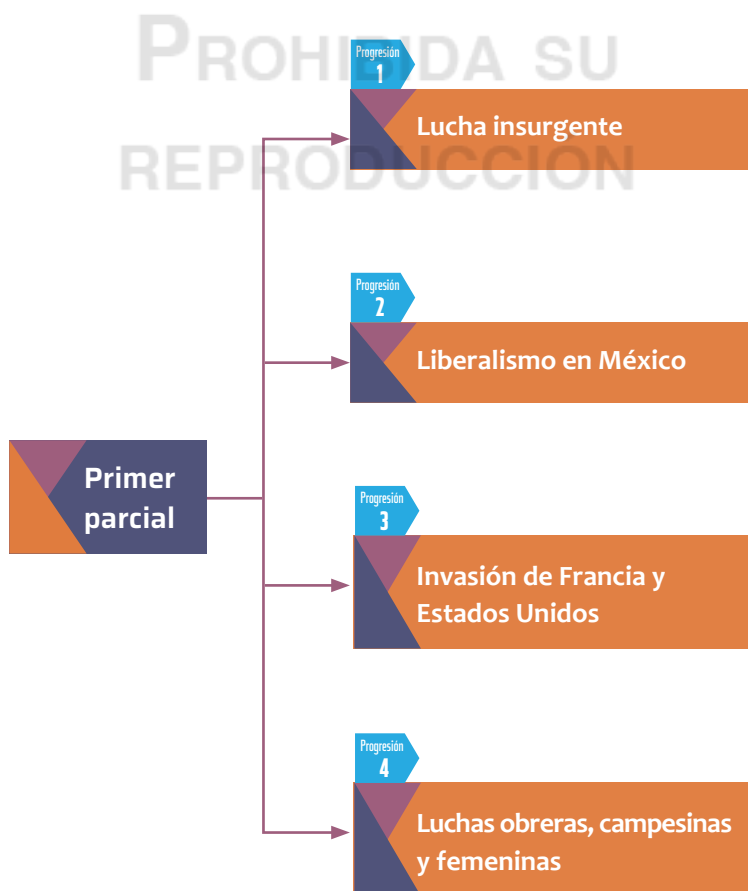 PROHIBIDA SU
REPRODUCCION
Progresión
1
Lucha insurgente
Progresión
2
Liberalismo en México
Primer
parcial
Progresión
3
Invasión de Francia y
Estados Unidos
Progresión
4
Luchas obreras, campesinas
y femeninas